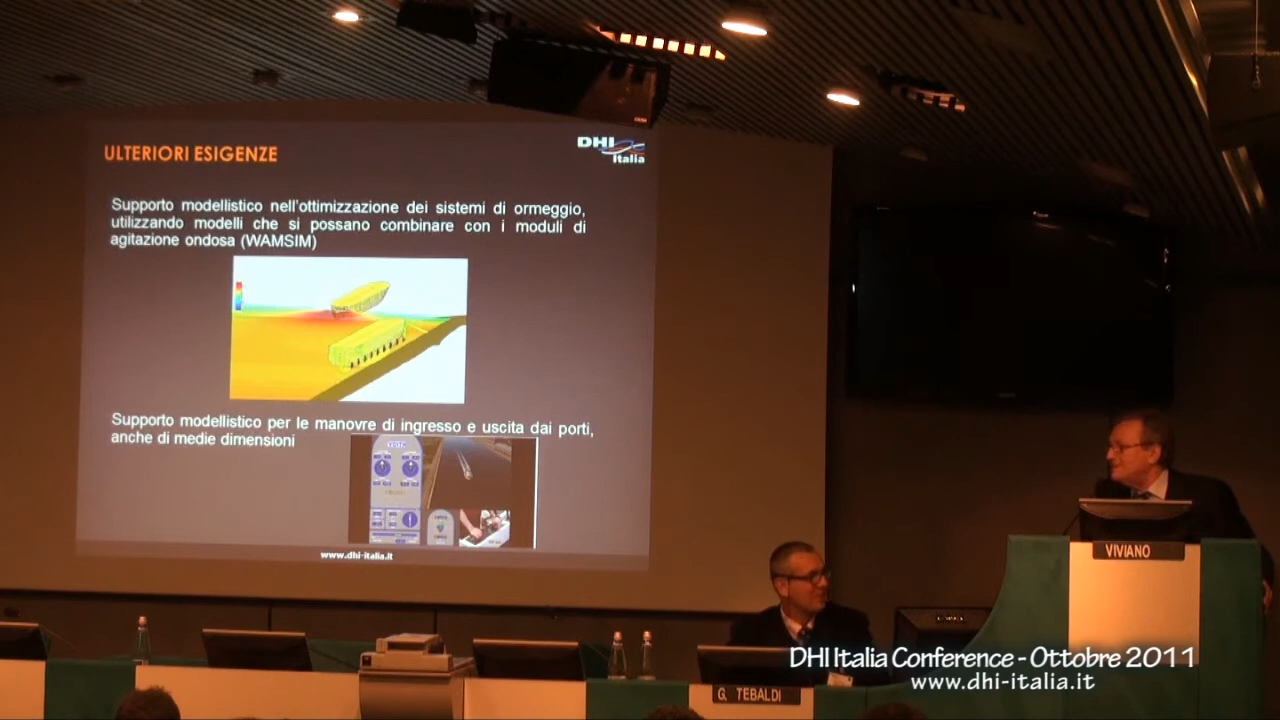 ULTERIORI ESIGENZE
DHI
Italia
Supporto modellistico nell'ottimizzazione dei sistemi di ormeggio,
utilizzando modelli che si possano combinare con i moduli di
agitazione ondosa (WAMSIM)
Supporto modellistico per le manovre di ingresso e uscita dai porti,
anche di medie dimensioni
www.dhi-italia.it
VIVIANO
G. TEBALDI
DHI Italia Conference - Ottobre 2011
www.dhi-italia.it